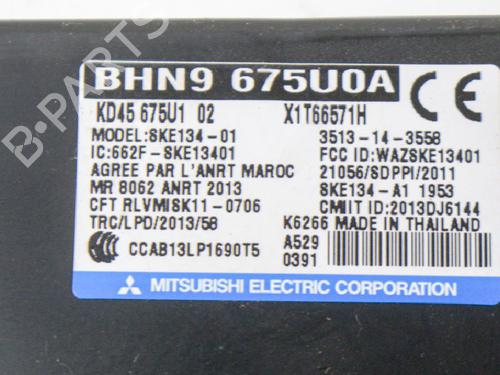 B-PARTS
BHN9 675U0A CE
KD45 675U1 02 X1T66571H
MODEL:SKE134-01 3513-14-3558
IC:662F-SKE13401 FCC ID:WAZSKE13401
AGREE PAR L'ANRT MAROC 21056/SDPPI/2011
MR 8062 ANRT 2013 SKE134-A1 1953
CFT RLVMISK11-0706 CMIIT ID:2013DJ6144
TRC/LPD/2013/58 K6266 MADE IN THAILAND
CCAB13LP1690T5 A529
0391
MITSUBISHI ELECTRIC CORPORATION